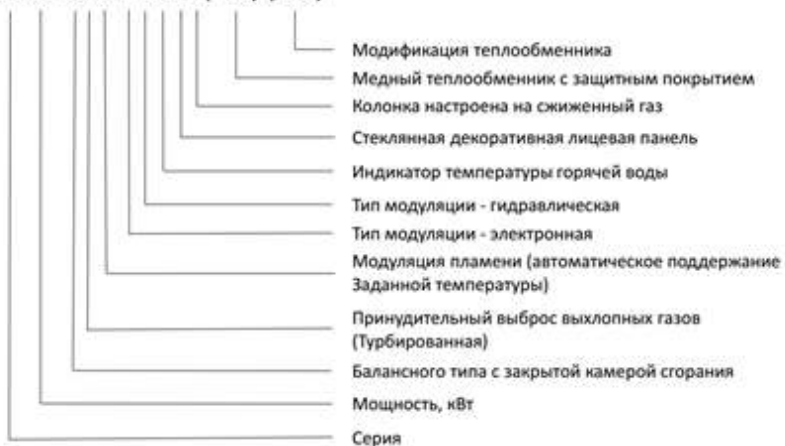 Модификация теплообменника
Медный теплообменник с защитным покрытием
Колонка настроена на сжиженный газ
Стеклянная декоративная лицевая панель
Индикатор температуры горячей воды
Тип модуляции - гидравлическая
Тип модуляции - электронная
Модуляция пламени (автоматическое поддержание
Заданной температуры)
Принудительный выброс выхлопных газов
(Турбированная)
Балансного типа с закрытой камерой сгорания
Мощность, кВт
Серия